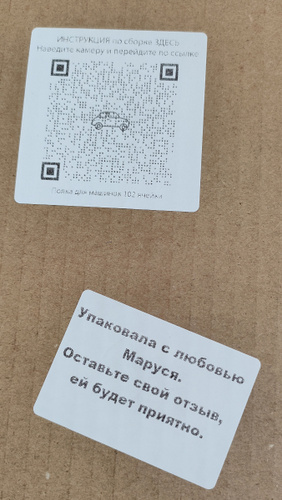 ИНСТРУКЦИЯ по сборке ЗДЕСЬ
Наведите камеру и перейдите по ссылке
Полка для машинок 102 ячейки
Упаковала с любовью
Маруся.
Оставьте свой отзыв,
ей будет приятно.